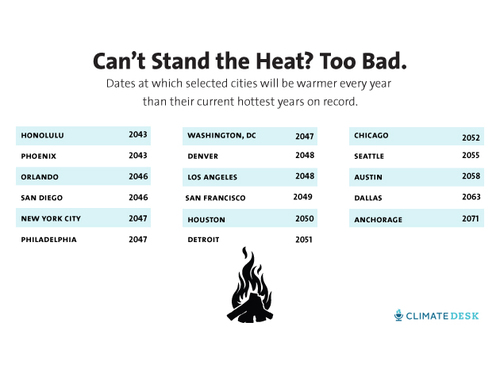 Can't Stand the Heat? Too Bad.
Dates at which selected cities will be warmer every year
than their current hottest years on record.
HONOLULU 2043
PHOENIX 2043
ORLANDO 2046
SAN DIEGO 2046
NEW YORK CITY 2047
PHILADELPHIA 2047
WASHINGTON, DC 2047
DENVER 2048
LOS ANGELES 2048
SAN FRANCISCO 2049
HOUSTON 2050
DETROIT 2051
CHICAGO 2052
SEATTLE 2055
AUSTIN 2058
DALLAS 2063
ANCHORAGE 2071
CLIMATE DESK